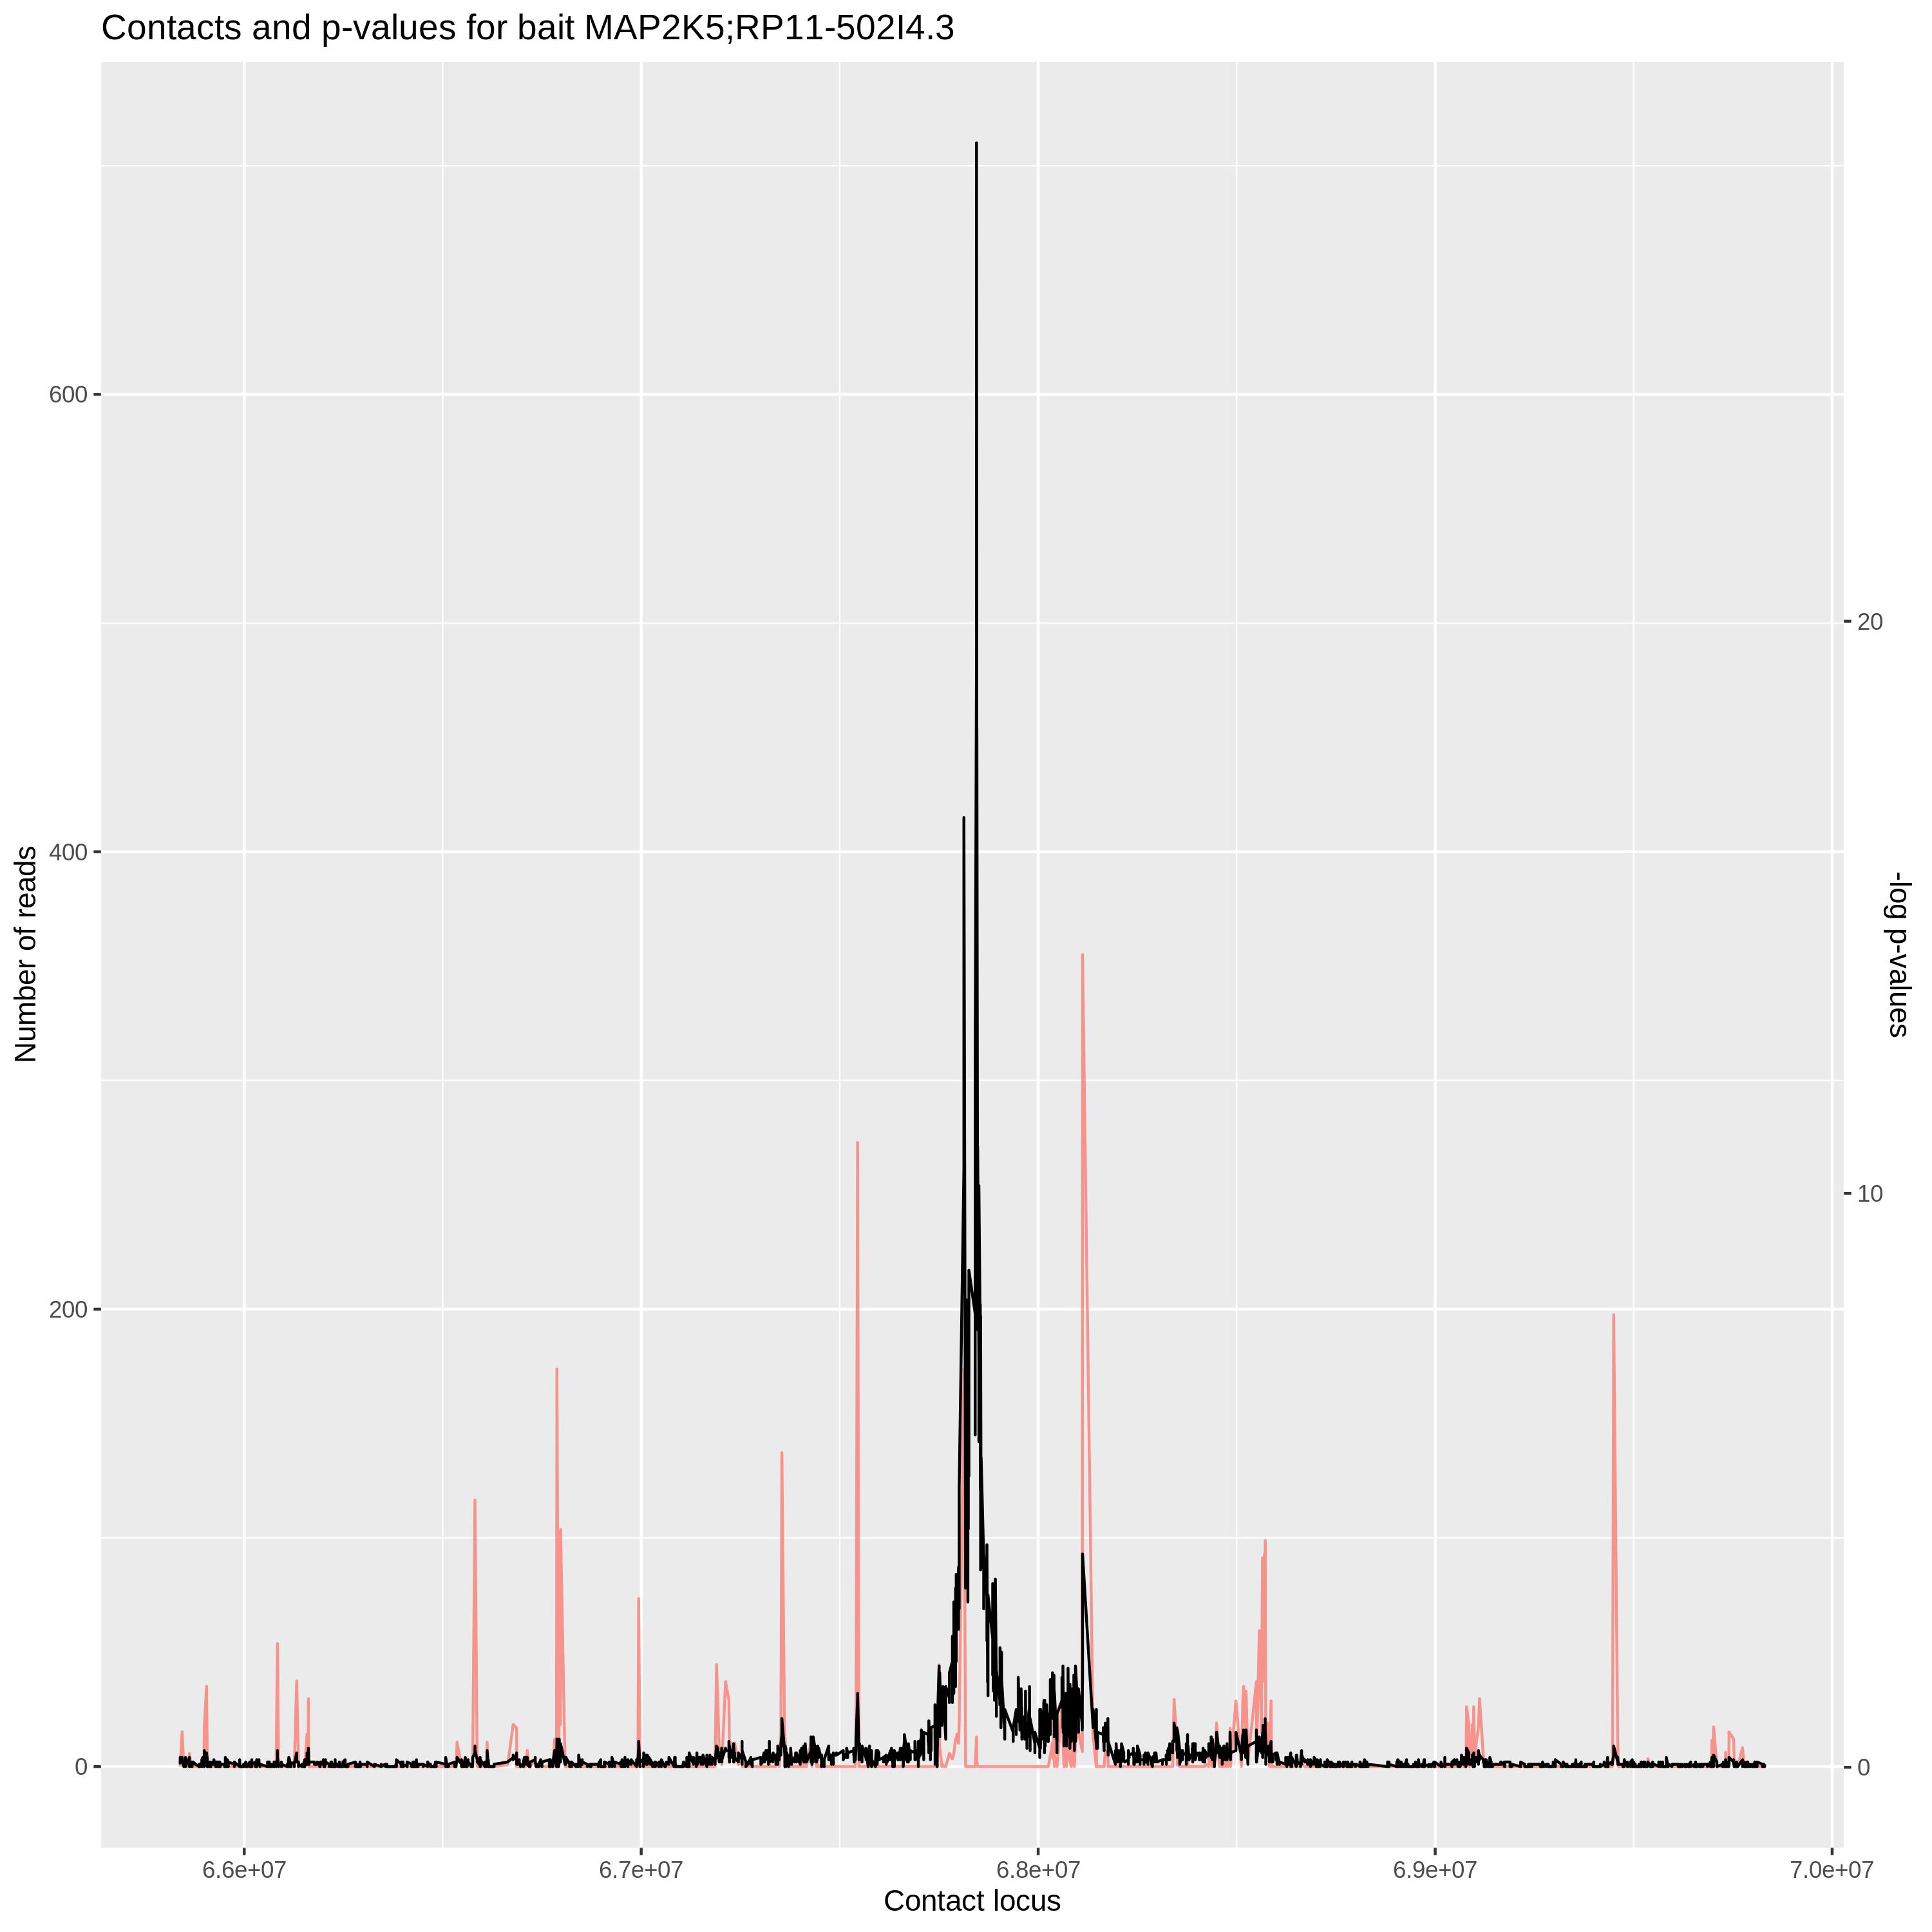 Contacts and p-values for bait MAP2K5;RP11-502I4.3
Number of reads
600
400
200
0
20
10
0
-log p-values
6.6e+07 6.7e+07 6.8e+07 6.9e+07 7.0e+07
Contact locus